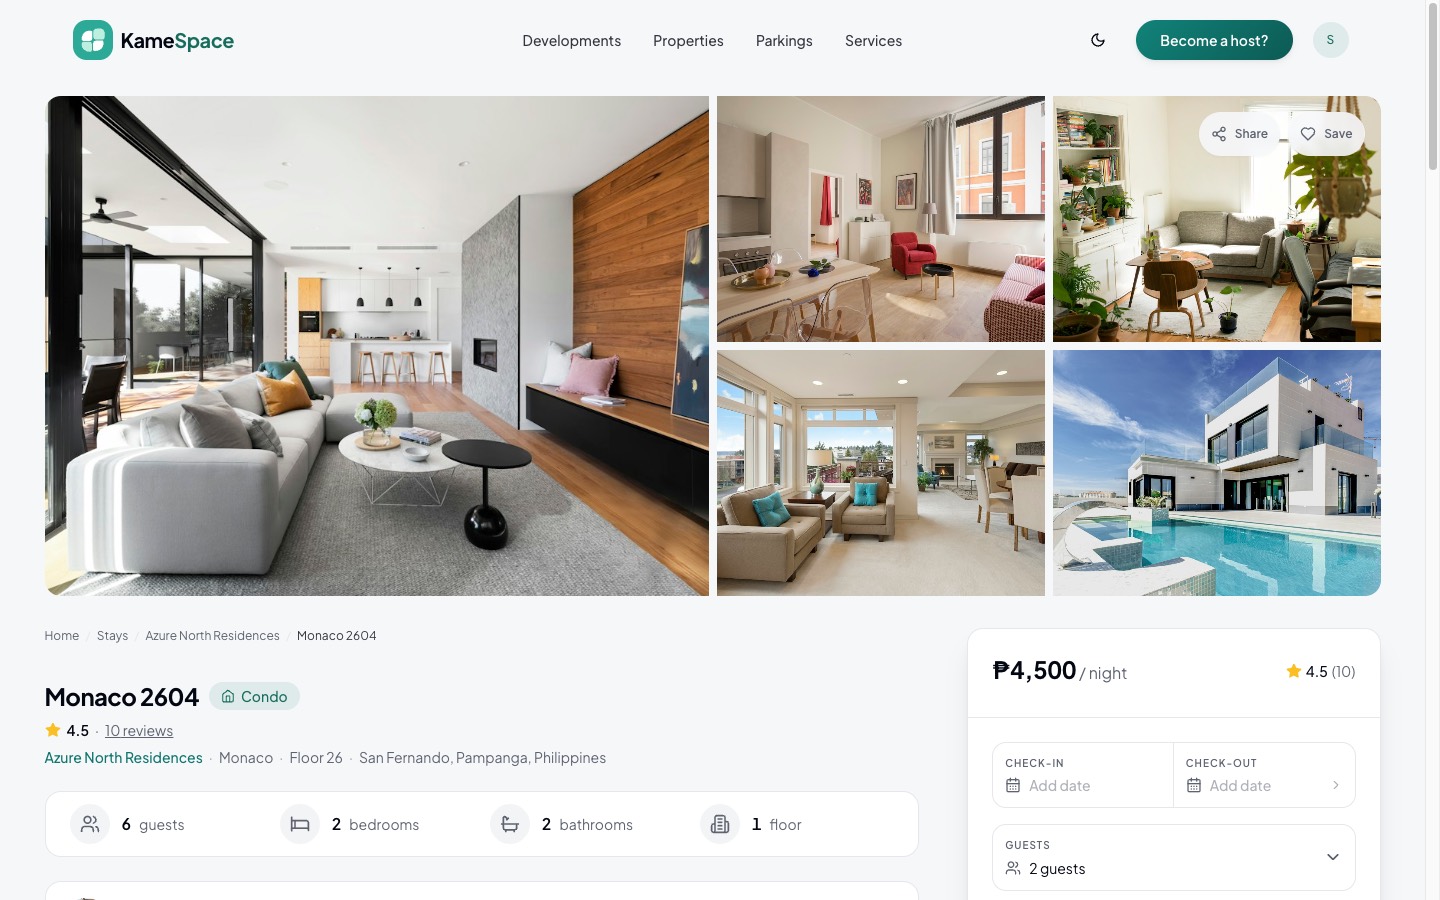 KameSpace
Developments Properties Parkings Services
Become a host?
S
Share
Save
Home / Stays / Azure North Residences / Monaco 2604
Monaco 2604
Condo
4.5 · 10 reviews
Azure North Residences · Monaco · Floor 26 · San Fernando, Pampanga, Philippines
6 guests
2 bedrooms
2 bathrooms
1 floor
₱4,500 / night
4.5 (10)
CHECK-IN
Add date
CHECK-OUT
Add date
GUESTS
2 guests